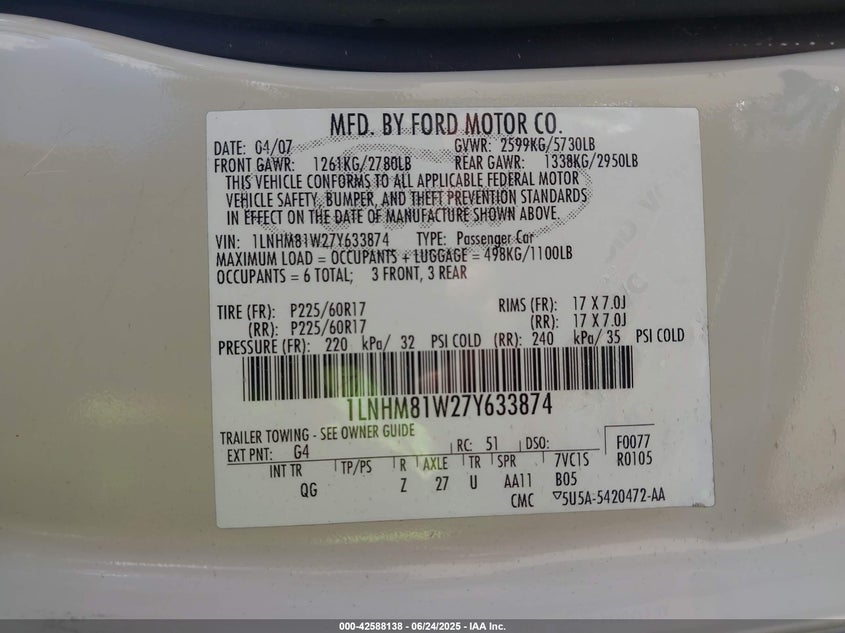 MFD. BY FORD MOTOR CO.
DATE: 04/07 GVWR: 2599KG/5730LB
FRONT GAWR: 1261KG/2780LB REAR GAWR: 1338KG/2950LB
THIS VEHICLE CONFORMS TO ALL APPLICABLE FEDERAL MOTOR
VEHICLE SAFETY, BUMPER, AND THEFT PREVENTION STANDARDS
IN EFFECT ON THE DATE OF MANUFACTURE SHOWN ABOVE.
VIN: 1LNHM81W27Y633874 TYPE: Passenger Car
MAXIMUM LOAD = OCCUPANTS + LUGGAGE = 498KG/1100LB
OCCUPANTS = 6 TOTAL; 3 FRONT, 3 REAR
TIRE (FR): P225/60R17 RIMS (FR): 17 X 7.0J
(RR): P225/60R17 (RR): 17 X 7.0J
PRESSURE (FR): 220 kPa/ 32 PSI COLD (RR): 240 kPa/ 35 PSI COLD
1LNHM81W27Y633874
TRAILER TOWING - SEE OWNER GUIDE
EXT PNT: G4 RC: 51 DSO: F0077
INT TR TP/PS R AXLE TR SPR 7VC1S R0105
QG Z 27 U AA11 B05
CMC ▽5U5A-5420472-AA
000-42588138 - 06/24/2025 - IAA Inc.